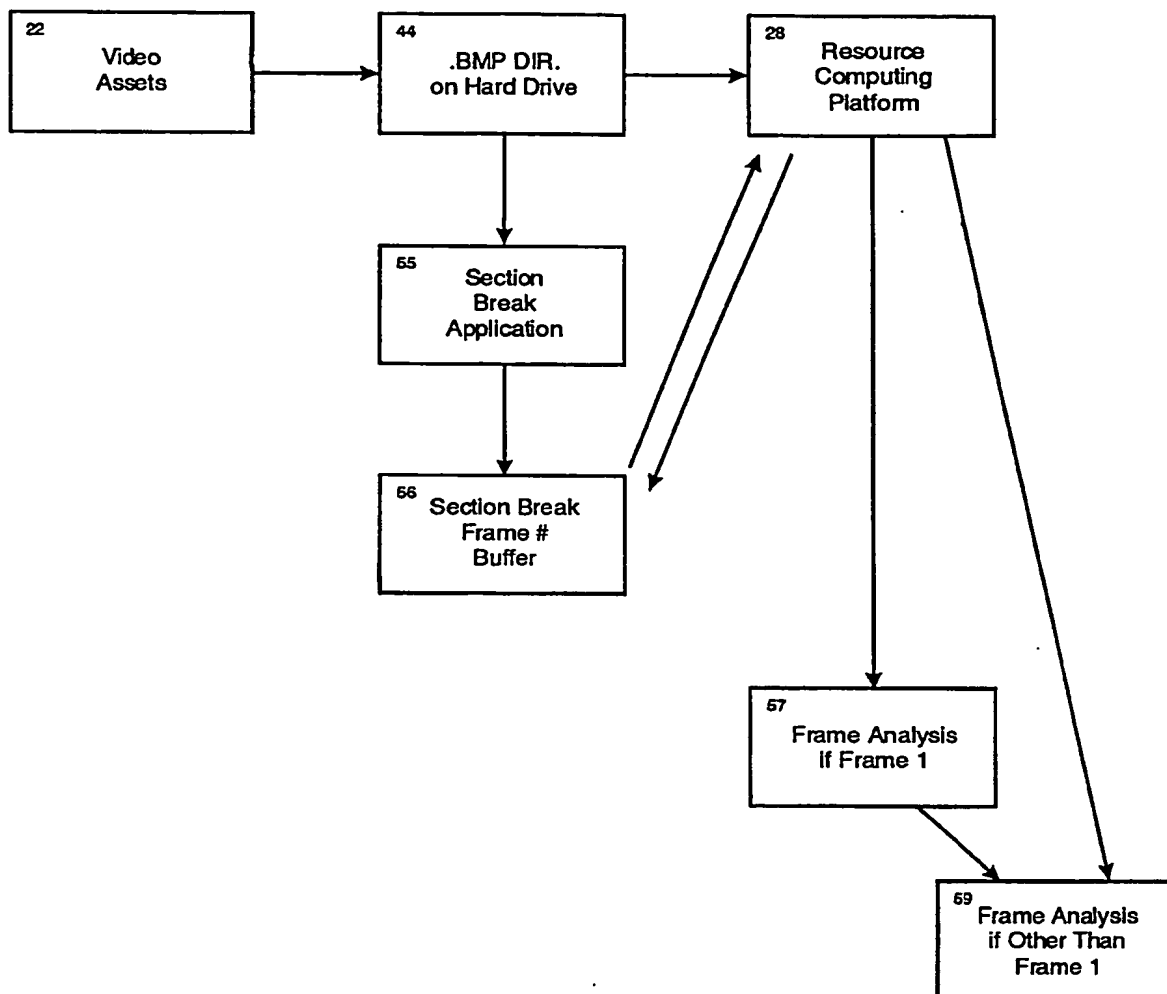 22
Video
Assets
44
.BMP DIR.
on Hard Drive
28
Resource
Computing
Platform
55
Section
Break
Application
56
Section Break
Frame #
Buffer
57
Frame Analysis
if Frame 1
59
Frame Analysis
if Other Than
Frame 1